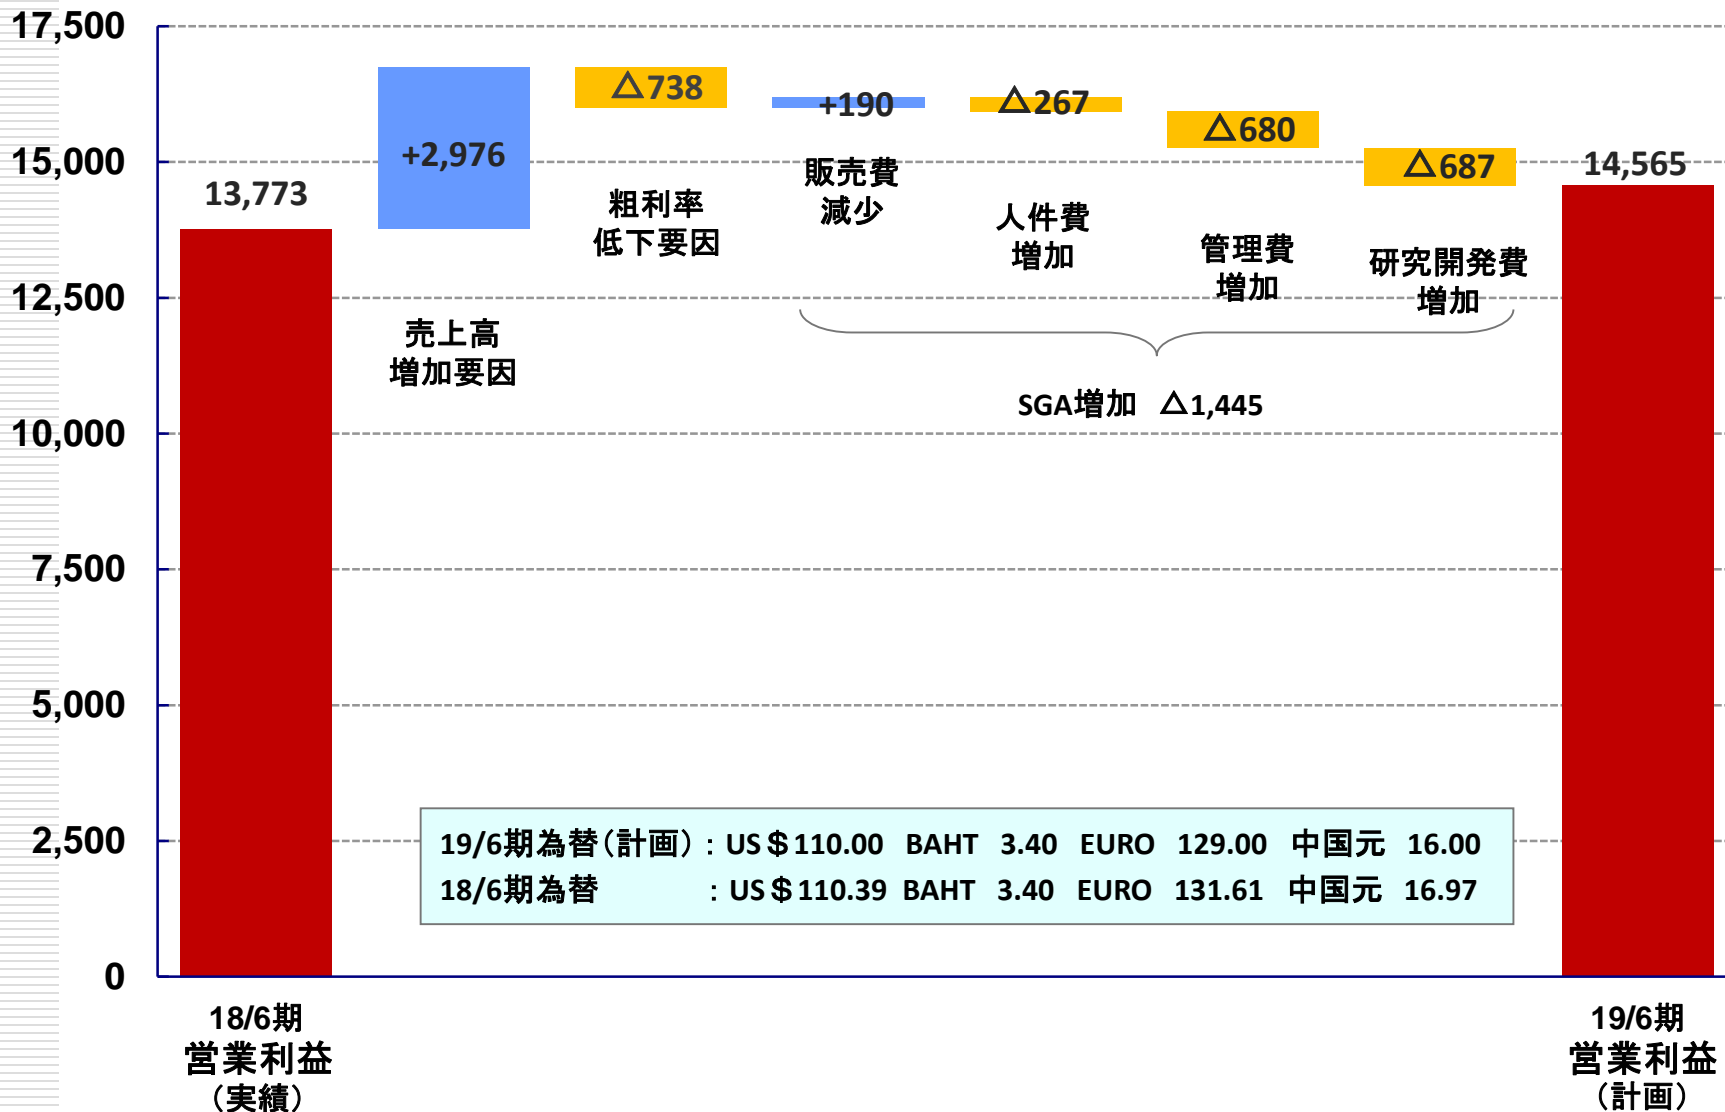 17,500
15,000
12,500
10,000
7,500
5,000
2,500
0
13,773
+2,976
△738
+190
△267
△680
△687
14,565
売上高
増加要因
粗利率
低下要因
販売費
減少
人件費
増加
管理費
増加
研究開発費
増加
SGA増加 △1,445
19/6期為替(計画) : US$110.00 BAHT 3.40 EURO 129.00 中国元 16.00
18/6期為替 : US$110.39 BAHT 3.40 EURO 131.61 中国元 16.97
18/6期
営業利益
(実績)
19/6期
営業利益
(計画)